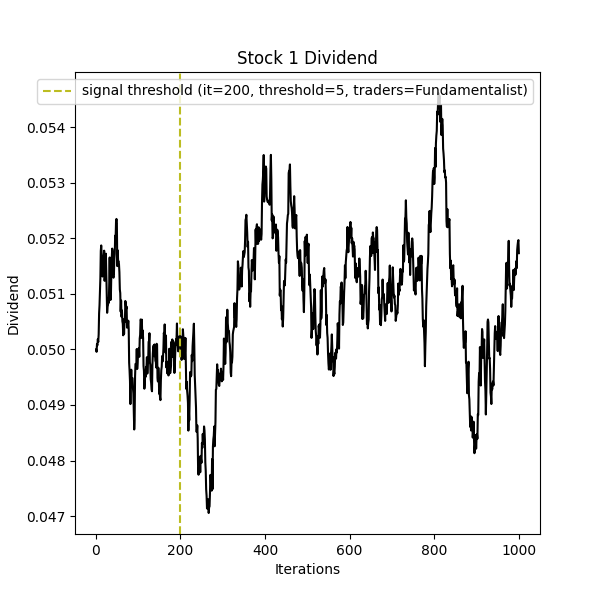 Stock 1 Dividend
signal threshold (it=200, threshold=5, traders=Fundamentalist)
0.054
0.053
0.052
0.051
0.050
0.049
0.048
0.047
Dividend
0 200 400 600 800 1000
Iterations